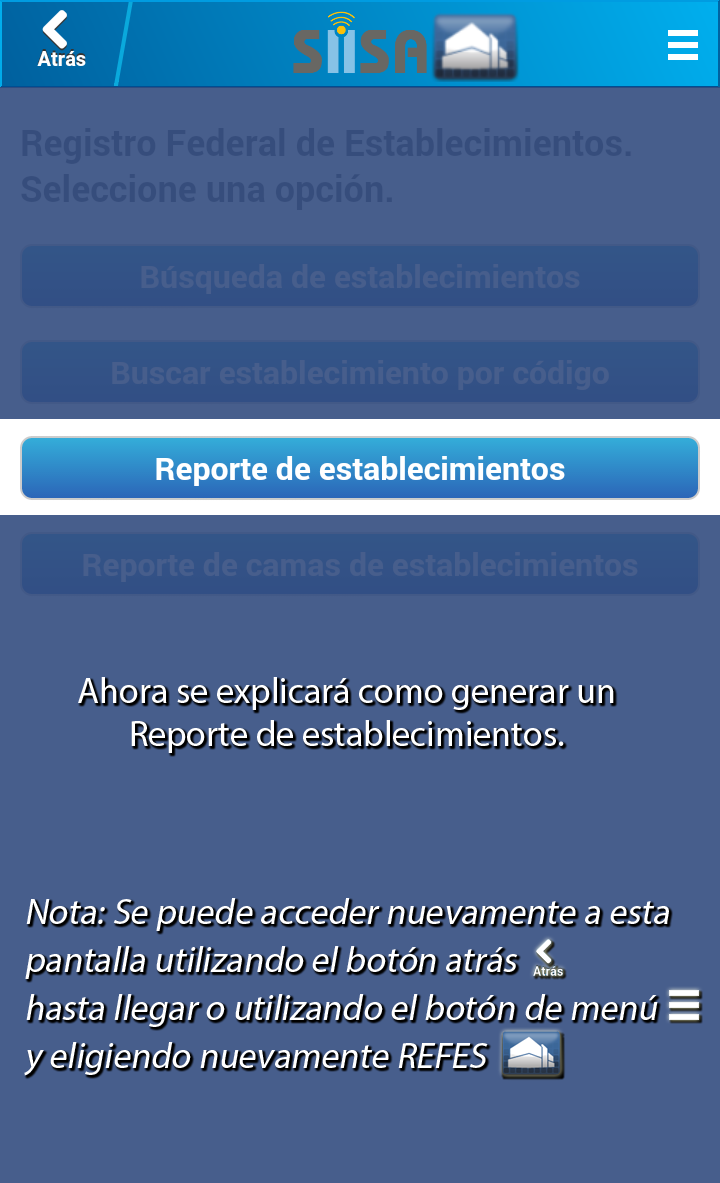 Atrás
SIISA
Registro Federal de Establecimientos.
Seleccione una opción.
Búsqueda de establecimientos
Buscar establecimiento por código
Reporte de establecimientos
Reporte de camas de establecimientos
Ahora se explicará como generar un
Reporte de establecimientos.
Nota: Se puede acceder nuevamente a esta
pantalla utilizando el botón atrás Atrás
hasta llegar o utilizando el botón de menú
y eligiendo nuevamente REFES